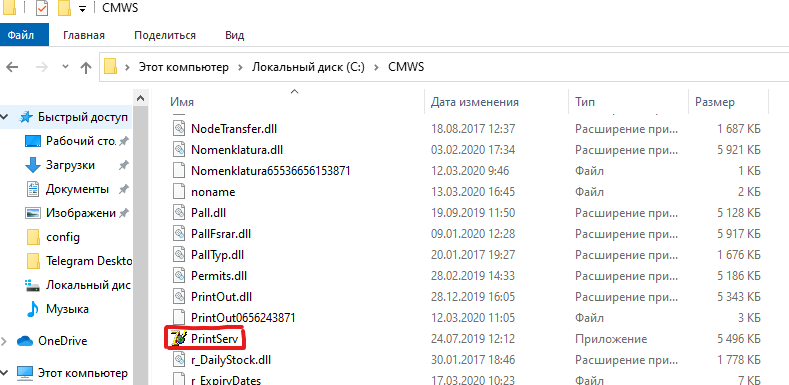 CMWS
Файл Главная Поделиться Вид
Этот компьютер Локальный диск (C:) CMWS
Имя Дата изменения Тип Размер
Быстрый доступ
Рабочий сто.
Загрузки
Документы
Изображени
config
Telegram Deskto
Локальный дис
Музыка
OneDrive
Этот компьютер
NodeTransfer.dll 18.08.2017 12:37 Расширение при... 1 687 КБ
Nomenklatura.dll 03.02.2020 17:34 Расширение при... 5 921 КБ
Nomenklatura65536656153871 12.03.2020 9:46 Файл 1 КБ
noname 13.03.2020 16:45 Файл 2 КБ
Pall.dll 19.09.2019 11:50 Расширение при... 5 128 КБ
PallFsrar.dll 09.01.2020 12:28 Расширение при... 5 917 КБ
PallTyp.dll 20.01.2017 19:27 Расширение при... 1 676 КБ
Permits.dll 28.02.2019 14:33 Расширение при... 5 186 КБ
PrintOut.dll 28.12.2019 16:05 Расширение при... 5 343 КБ
PrintOut0656243871 12.03.2020 11:05 Файл 3 КБ
PrintServ 24.07.2019 12:12 Приложение 5 496 КБ
r_DailyStock.dll 30.01.2017 18:46 Расширение при... 1 778 КБ
r_ExpiryDates 17.03.2020 10:23 Файл 7 КБ